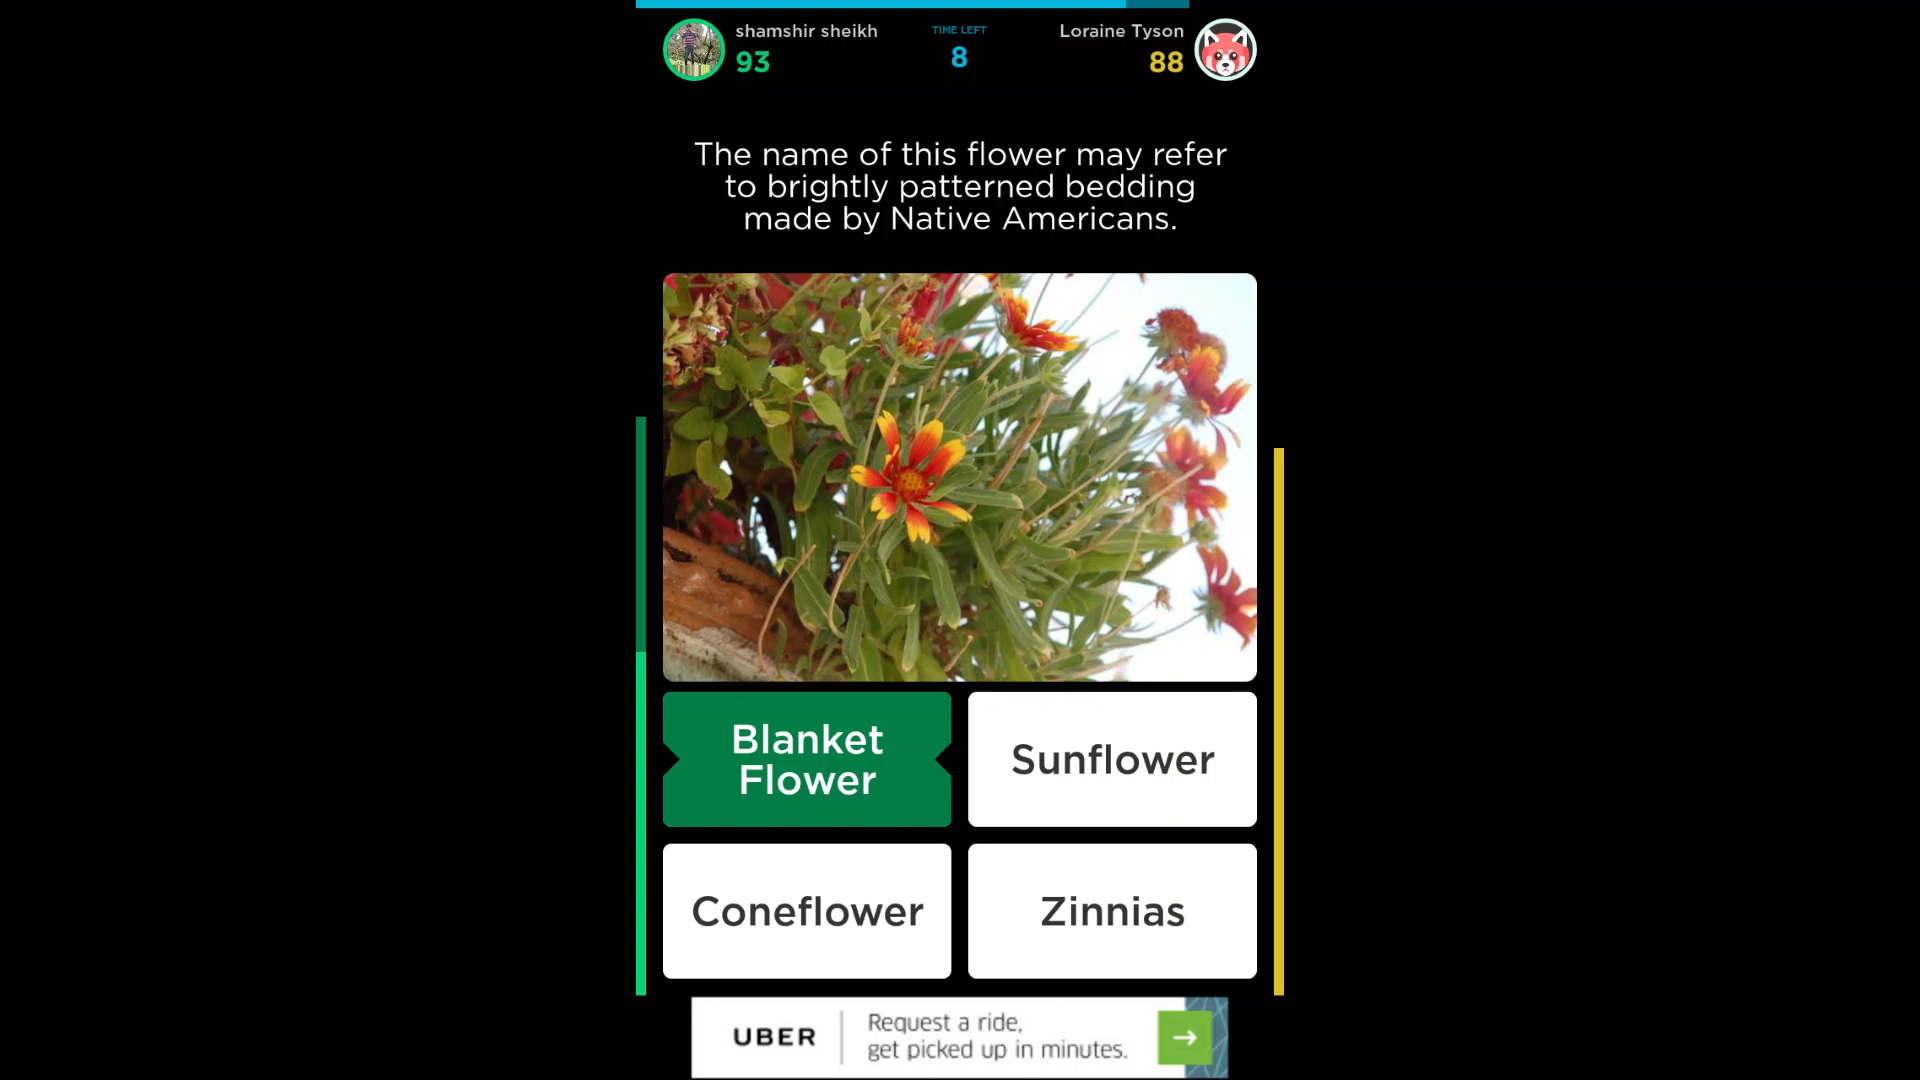 shamshir sheikh
93
TIME LEFT
8
Loraine Tyson
88
The name of this flower may refer
to brightly patterned bedding
made by Native Americans.
Blanket
Flower
Sunflower
Coneflower
Zinnias
UBER
Request a ride,
get picked up in minutes.